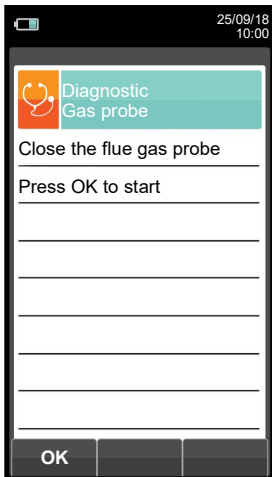 25/09/18
10:00
Diagnostic
Gas probe
Close the flue gas probe
Press OK to start
OK